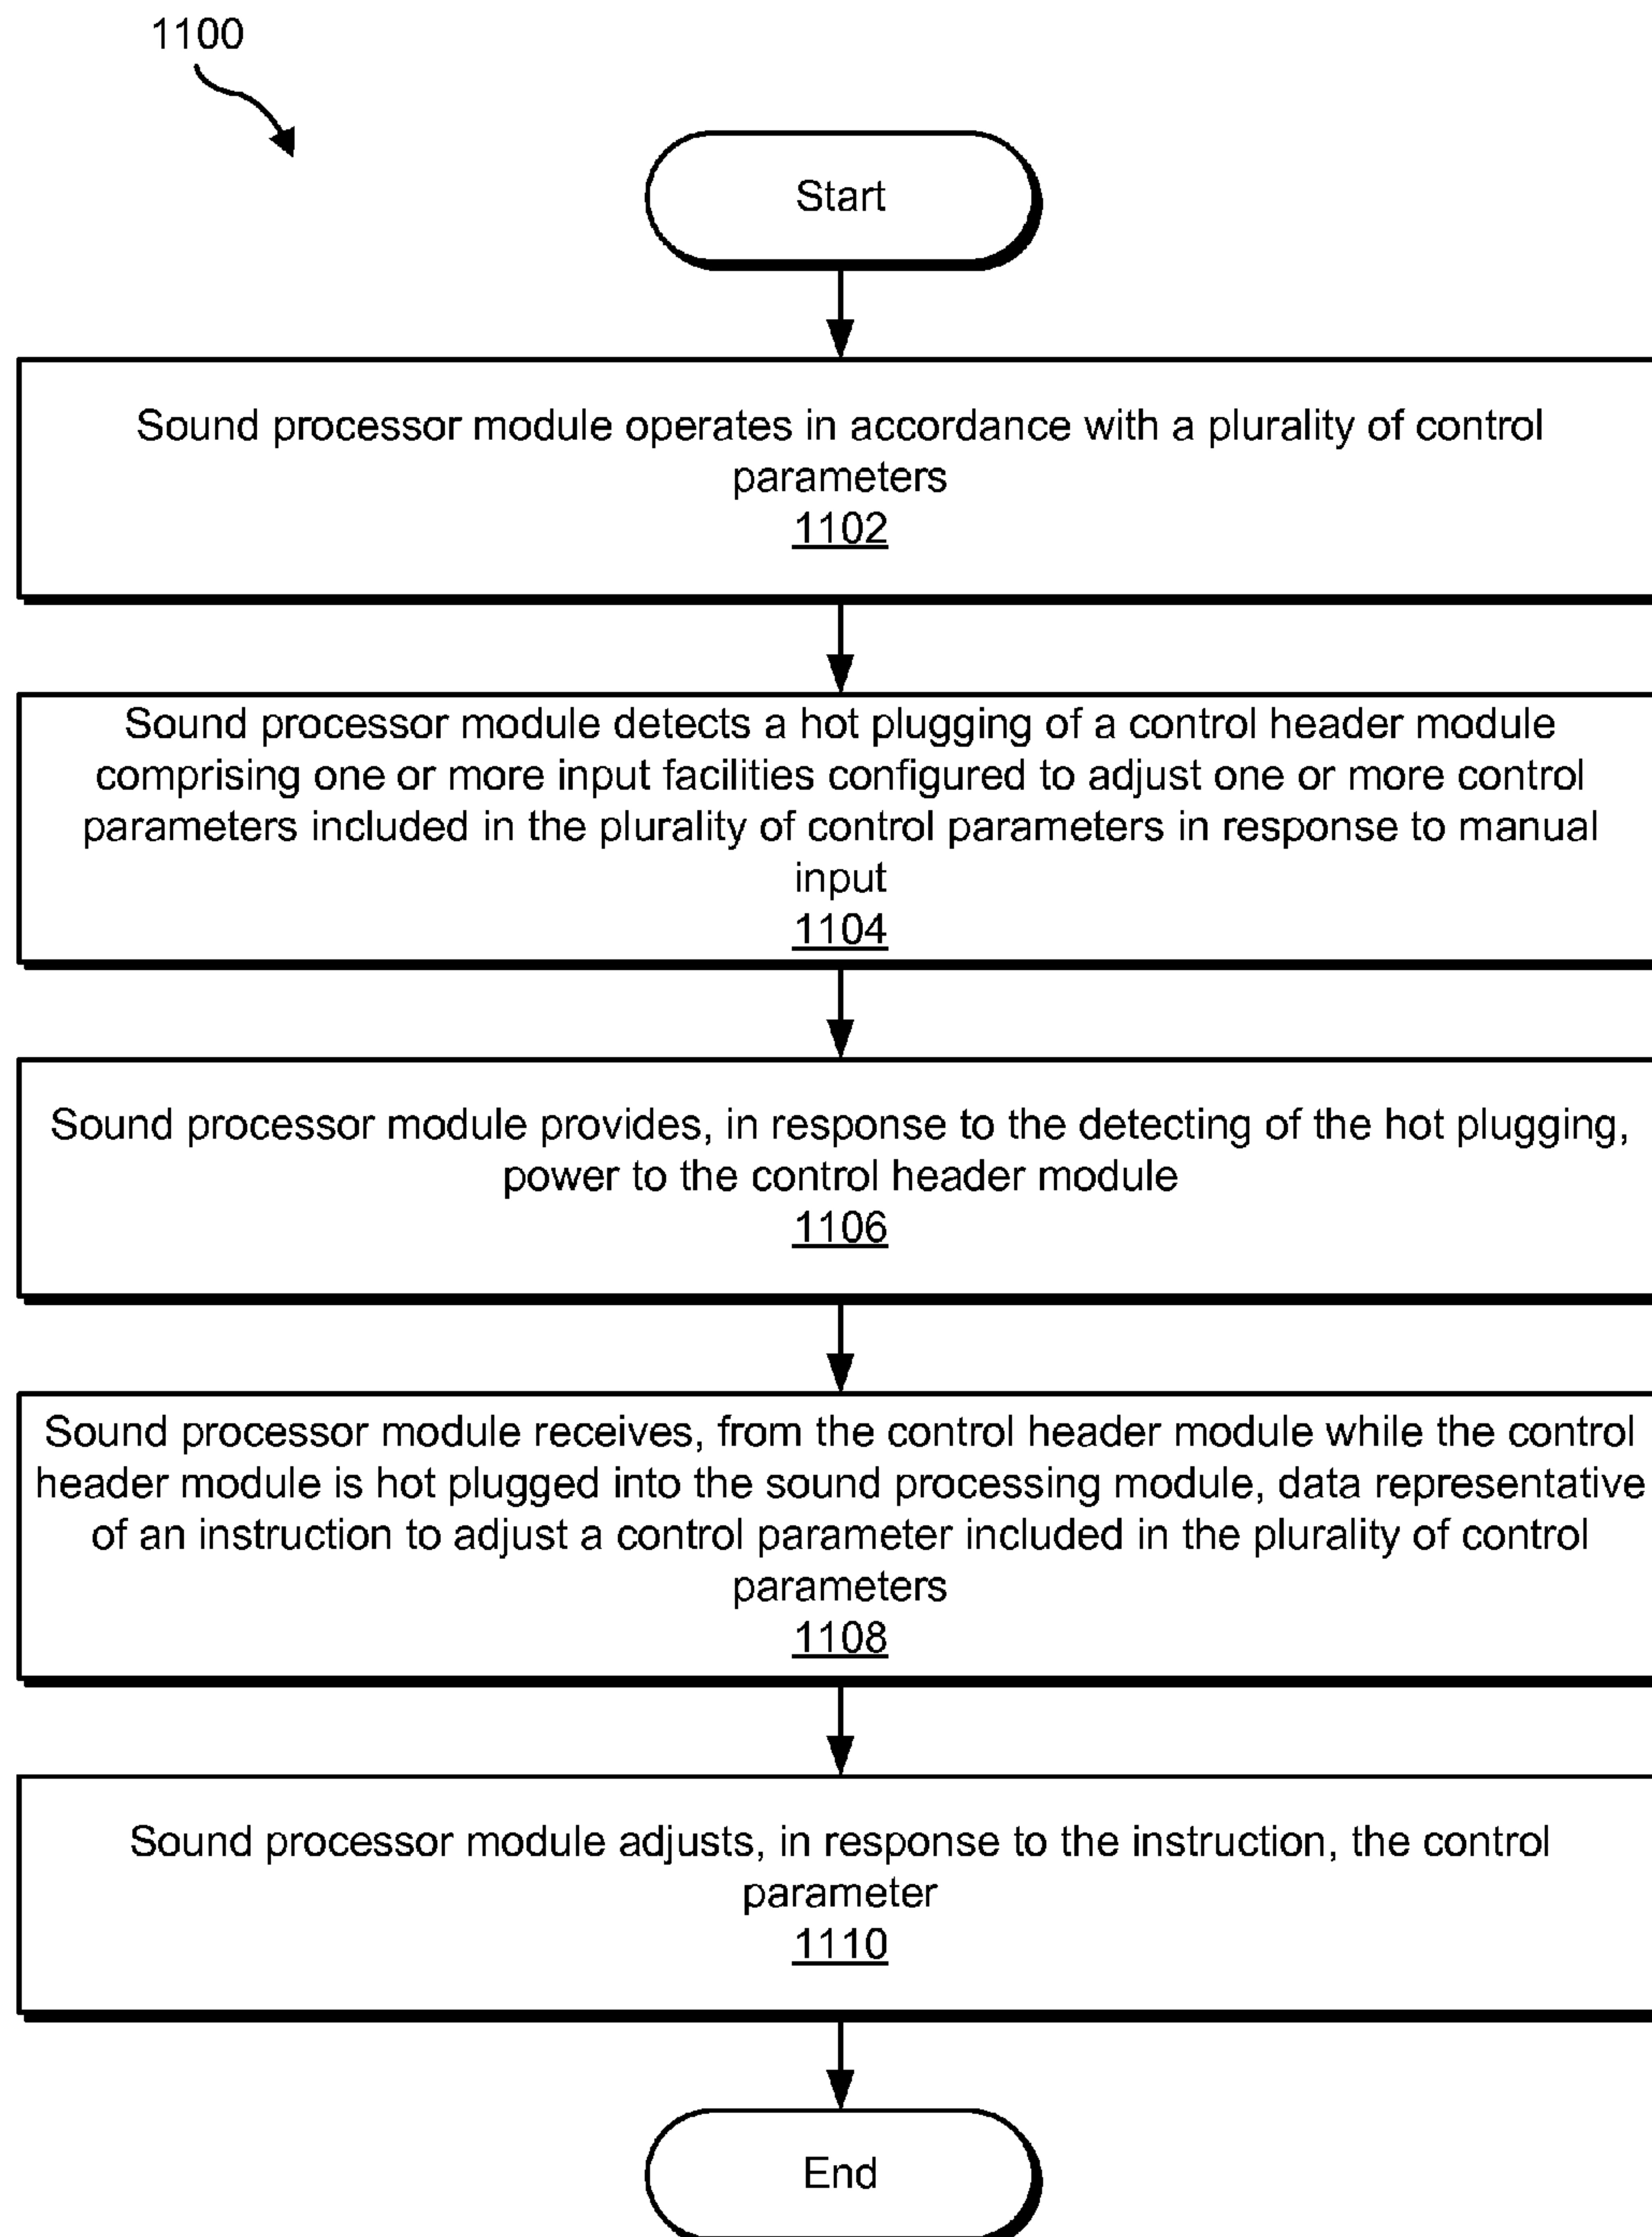 1100
Start
Sound processor module operates in accordance with a plurality of control
parameters
1102
Sound processor module detects a hot plugging of a control header module
comprising one or more input facilities configured to adjust one or more control
parameters included in the plurality of control parameters in response to manual
input
1104
Sound processor module provides, in response to the detecting of the hot plugging,
power to the control header module
1106
Sound processor module receives, from the control header module while the control
header module is hot plugged into the sound processing module, data representative
of an instruction to adjust a control parameter included in the plurality of control
parameters
1108
Sound processor module adjusts, in response to the instruction, the control
parameter
1110
End